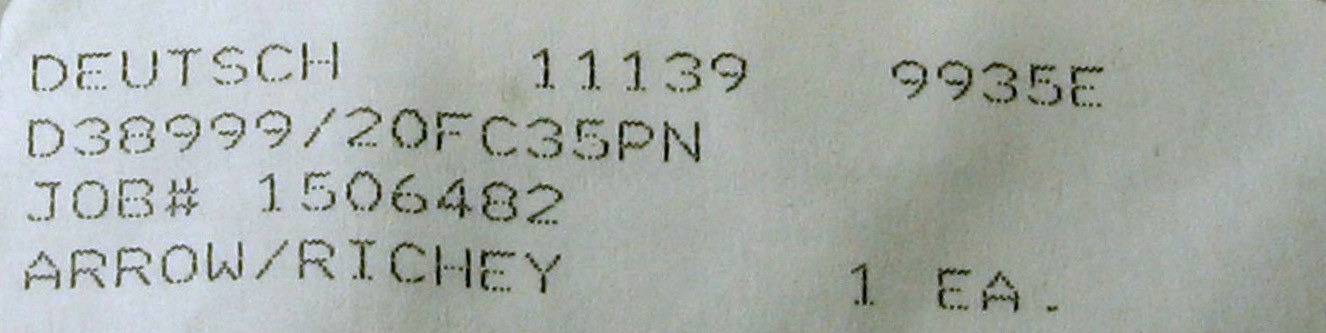 DEUTSCH 11139 9935E
D38999/20FC35PN
JOB# 1506482
ARROW/RICHEY 1 EA.